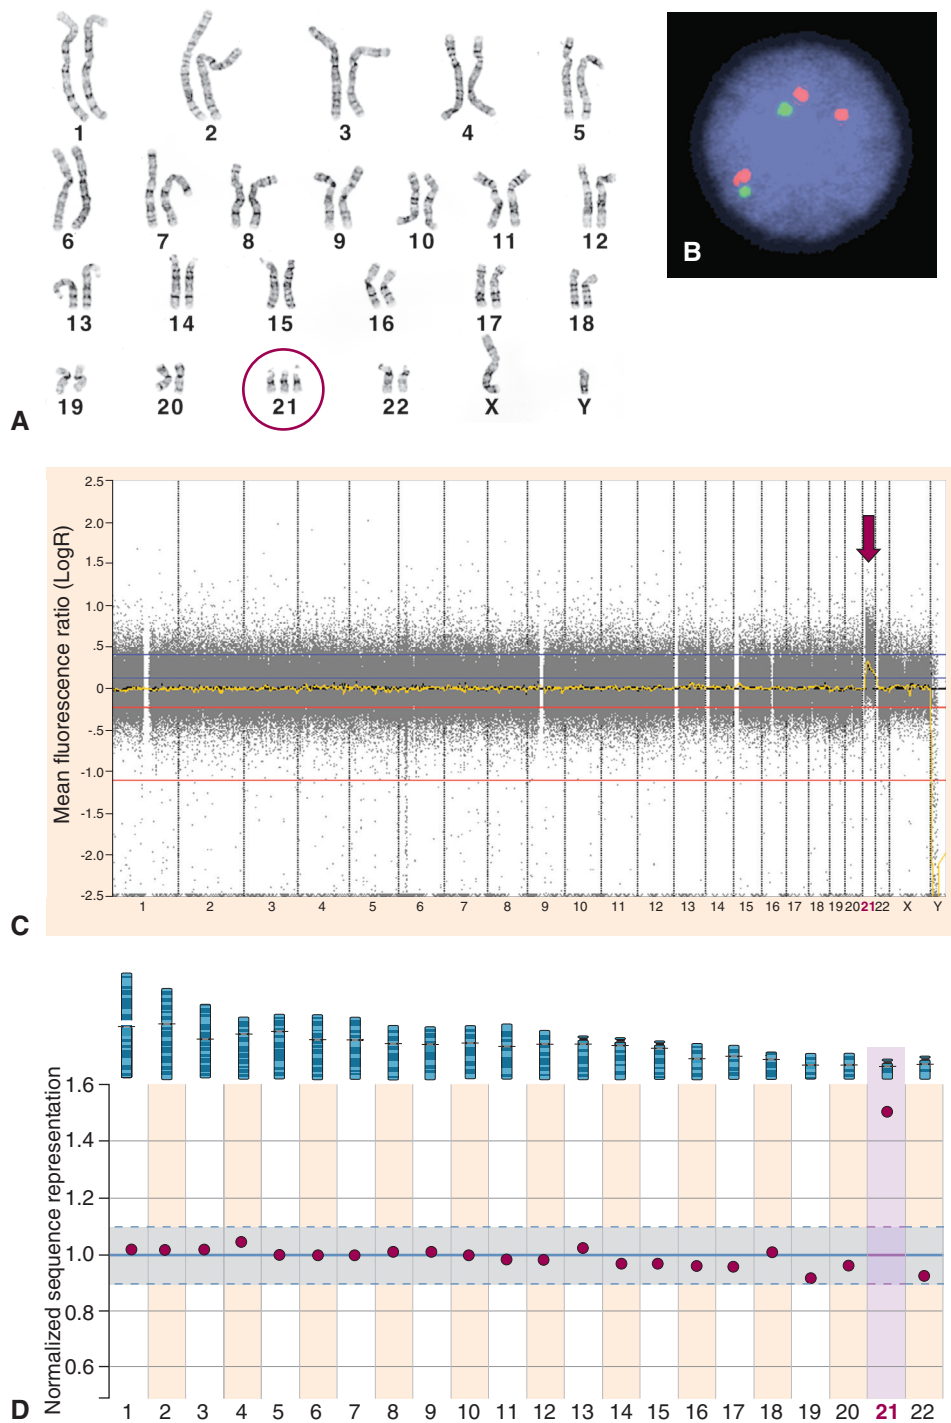 1 2 3 4 5
6 7 8 9 10 11 12
13 14 15 16 17 18
19 20 21 22 X Y
A
B
Mean fluorescence ratio (LogR)
2.5
2.0
1.5
1.0
.5
0
-.5
-1.0
-1.5
-2.0
-2.5
1 2 3 4 5 6 7 8 9 10 11 12 13 14 15 16 17 18 19 20 21 22 X Y
C
Normalized sequence representation
1.6
1.4
1.2
1.0
0.8
0.6
1 2 3 4 5 6 7 8 9 10 11 12 13 14 15 16 17 18 19 20 21 22
D